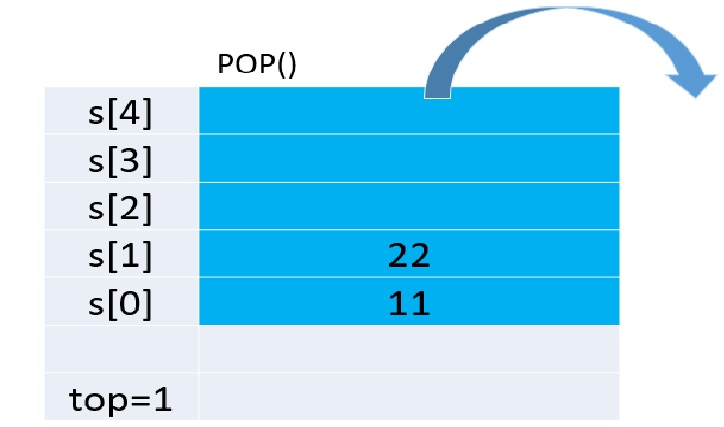 POP()
s[4]
s[3]
s[2]
s[1] 22
s[0] 11
top=1